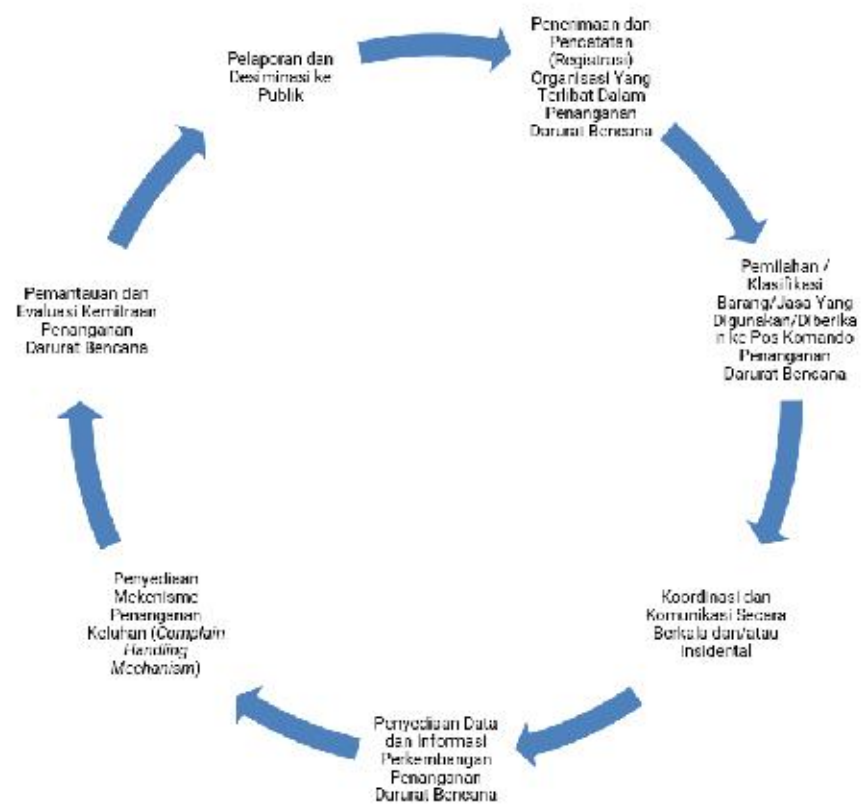 Penerimaan dan
Pencatatan
(Registrasi)
Organisasi Yang
Terlibat Dalam
Penanganan
Darurat Bencana
Pemilahan /
Klasifikasi
Barang/Jasa Yang
Digunakan/Diberika
n ke Pos Komando
Penanganan
Darurat Bencana
Koordinasi dan
Komunikasi Secara
Berkala dan/atau
Insidental
Penyediaan Data
dan Informasi
Perkembangan
Penanganan
Darurat Bencana
Penyediaan
Mekenisme
Penanganan
Keluhan (Complain
Handling
Mechanism)
Pemantauan dan
Evaluasi Kemitraan
Penanganan
Darurat Bencana
Pelaporan dan
Desiminasi ke
Publik